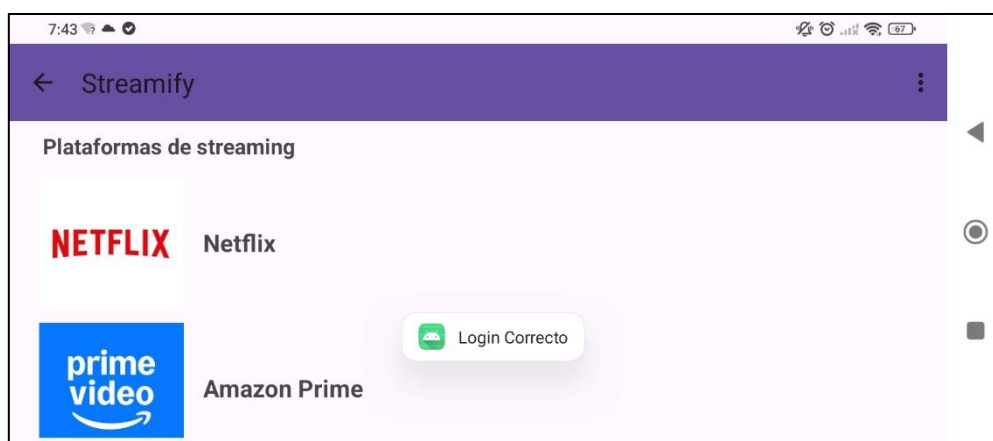 7:43
67
Streamify
Plataformas de streaming
NETFLIX
Netflix
Login Correcto
prime
video
Amazon Prime